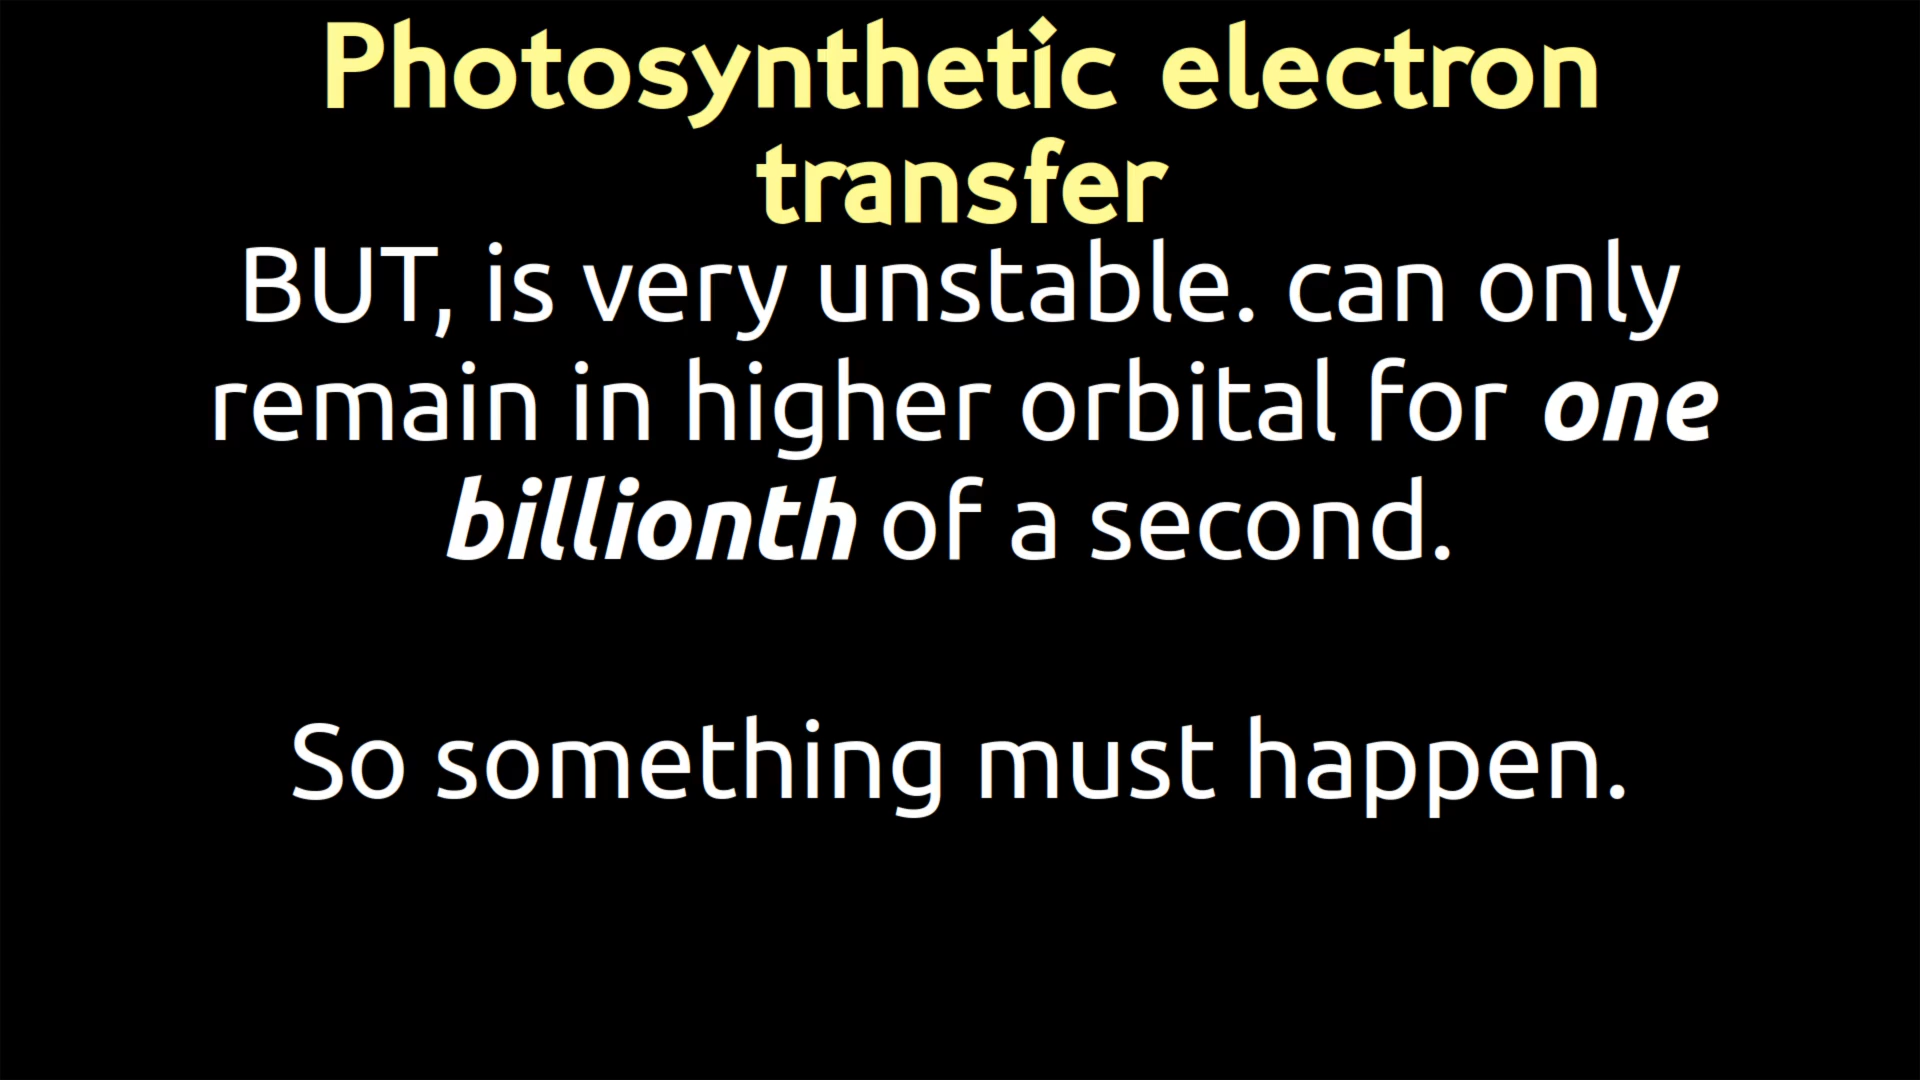 Photosynthetic electron
transfer
BUT, is very unstable. can only
remain in higher orbital for one
billionth of a second.
So something must happen.